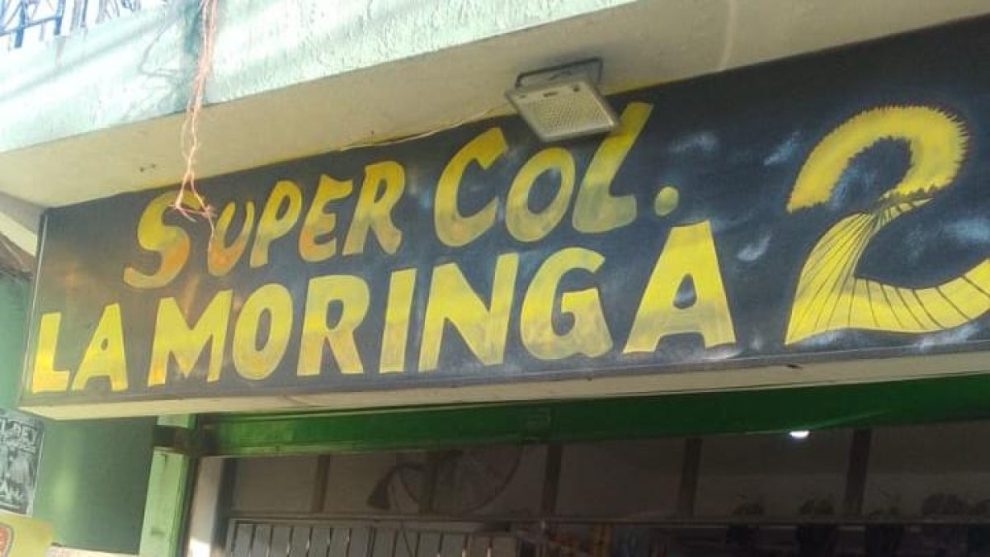 SUPER COL.
LA MORINGA 2